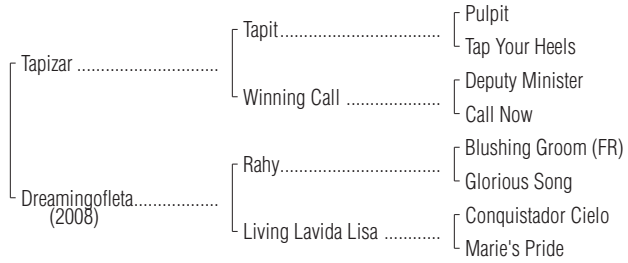 Pulpit
Tapit
Tap Your Heels
Tapizar
Deputy Minister
Winning Call
Call Now
Blushing Groom (FR)
Rahy
Glorious Song
Dreamingofleta
(2008)
Conquistador Cielo
Living Lavida Lisa
Marie's Pride